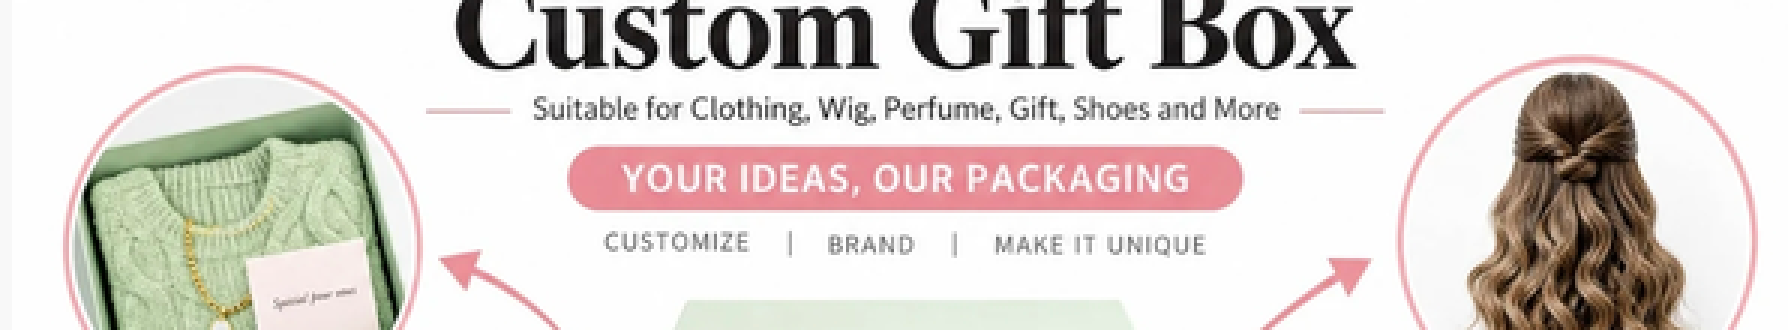 Custom Gift Box
Suitable for Clothing, Wig, Perfume, Gift, Shoes and More
YOUR IDEAS, OUR PACKAGING
CUSTOMIZE | BRAND | MAKE IT UNIQUE